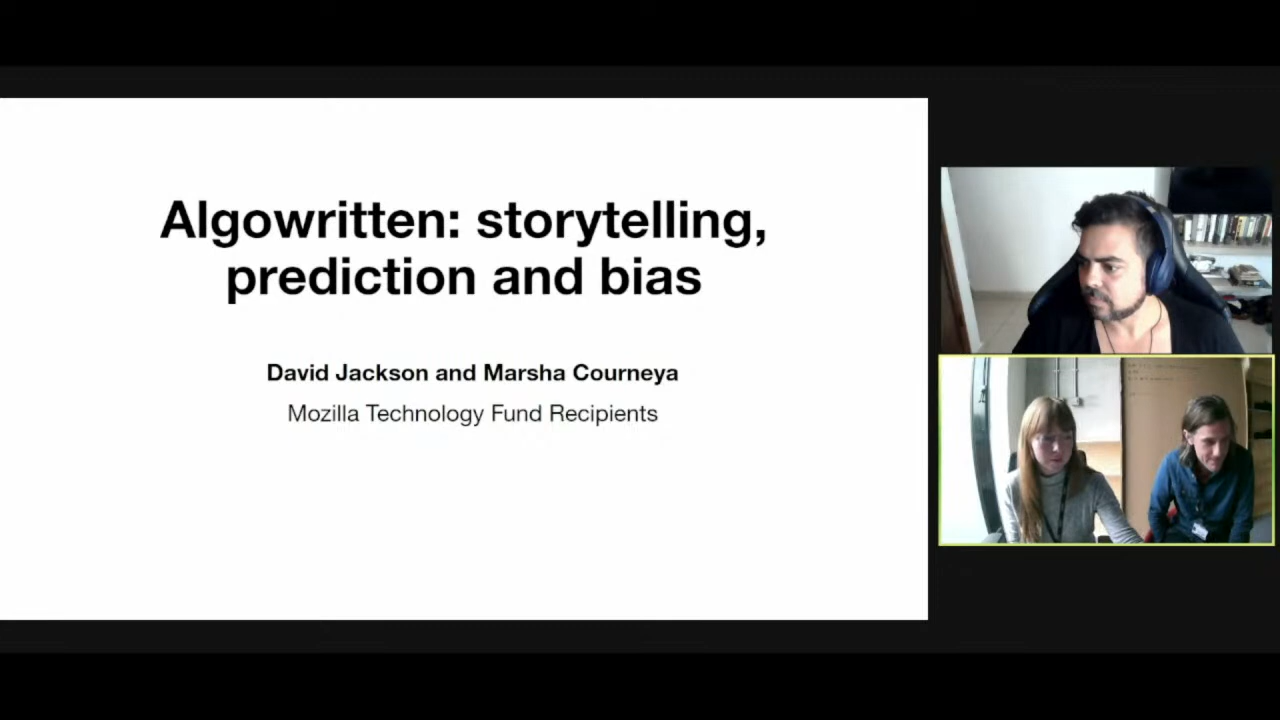 Algowritten: storytelling,
prediction and bias
David Jackson and Marsha Courneya
Mozilla Technology Fund Recipients